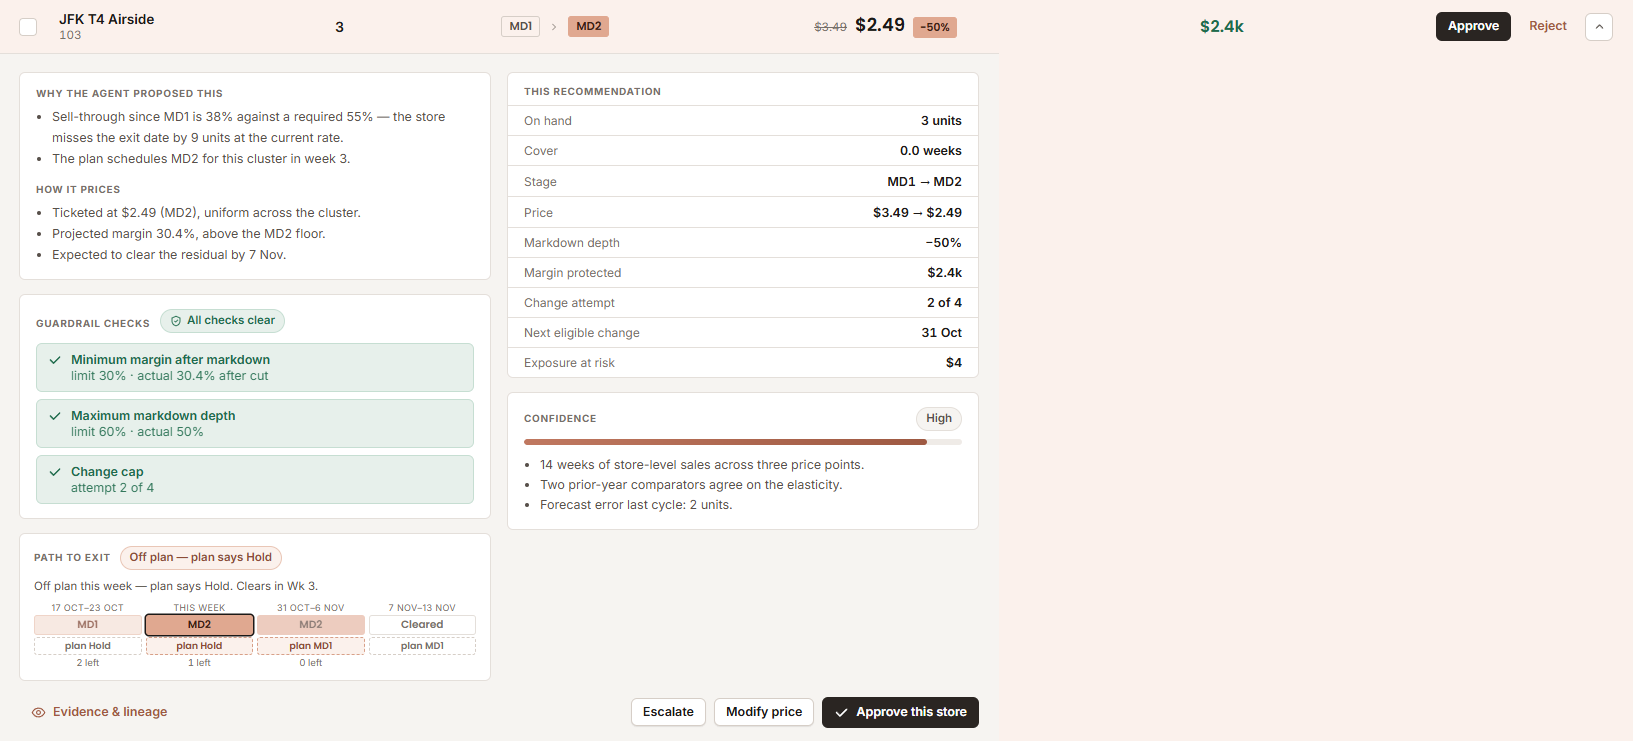 JFK T4 Airside
103
3
MD1 › MD2
$3.49 $2.49 −50%
$2.4k
Approve
Reject
WHY THE AGENT PROPOSED THIS
• Sell-through since MD1 is 38% against a required 55% — the store
misses the exit date by 9 units at the current rate.
• The plan schedules MD2 for this cluster in week 3.
HOW IT PRICES
• Ticketed at $2.49 (MD2), uniform across the cluster.
• Projected margin 30.4%, above the MD2 floor.
• Expected to clear the residual by 7 Nov.
GUARDRAIL CHECKS All checks clear
Minimum margin after markdown
limit 30% · actual 30.4% after cut
Maximum markdown depth
limit 60% · actual 50%
Change cap
attempt 2 of 4
PATH TO EXIT Off plan — plan says Hold
Off plan this week — plan says Hold. Clears in Wk 3.
17 OCT–23 OCT THIS WEEK 31 OCT–6 NOV 7 NOV–13 NOV
MD1 MD2 MD2 Cleared
plan Hold plan Hold plan MD1 plan MD1
2 left 1 left 0 left
THIS RECOMMENDATION
On hand 3 units
Cover 0.0 weeks
Stage MD1 → MD2
Price $3.49 → $2.49
Markdown depth −50%
Margin protected $2.4k
Change attempt 2 of 4
Next eligible change 31 Oct
Exposure at risk $4
CONFIDENCE High
• 14 weeks of store-level sales across three price points.
• Two prior-year comparators agree on the elasticity.
• Forecast error last cycle: 2 units.
Evidence & lineage
Escalate
Modify price
Approve this store